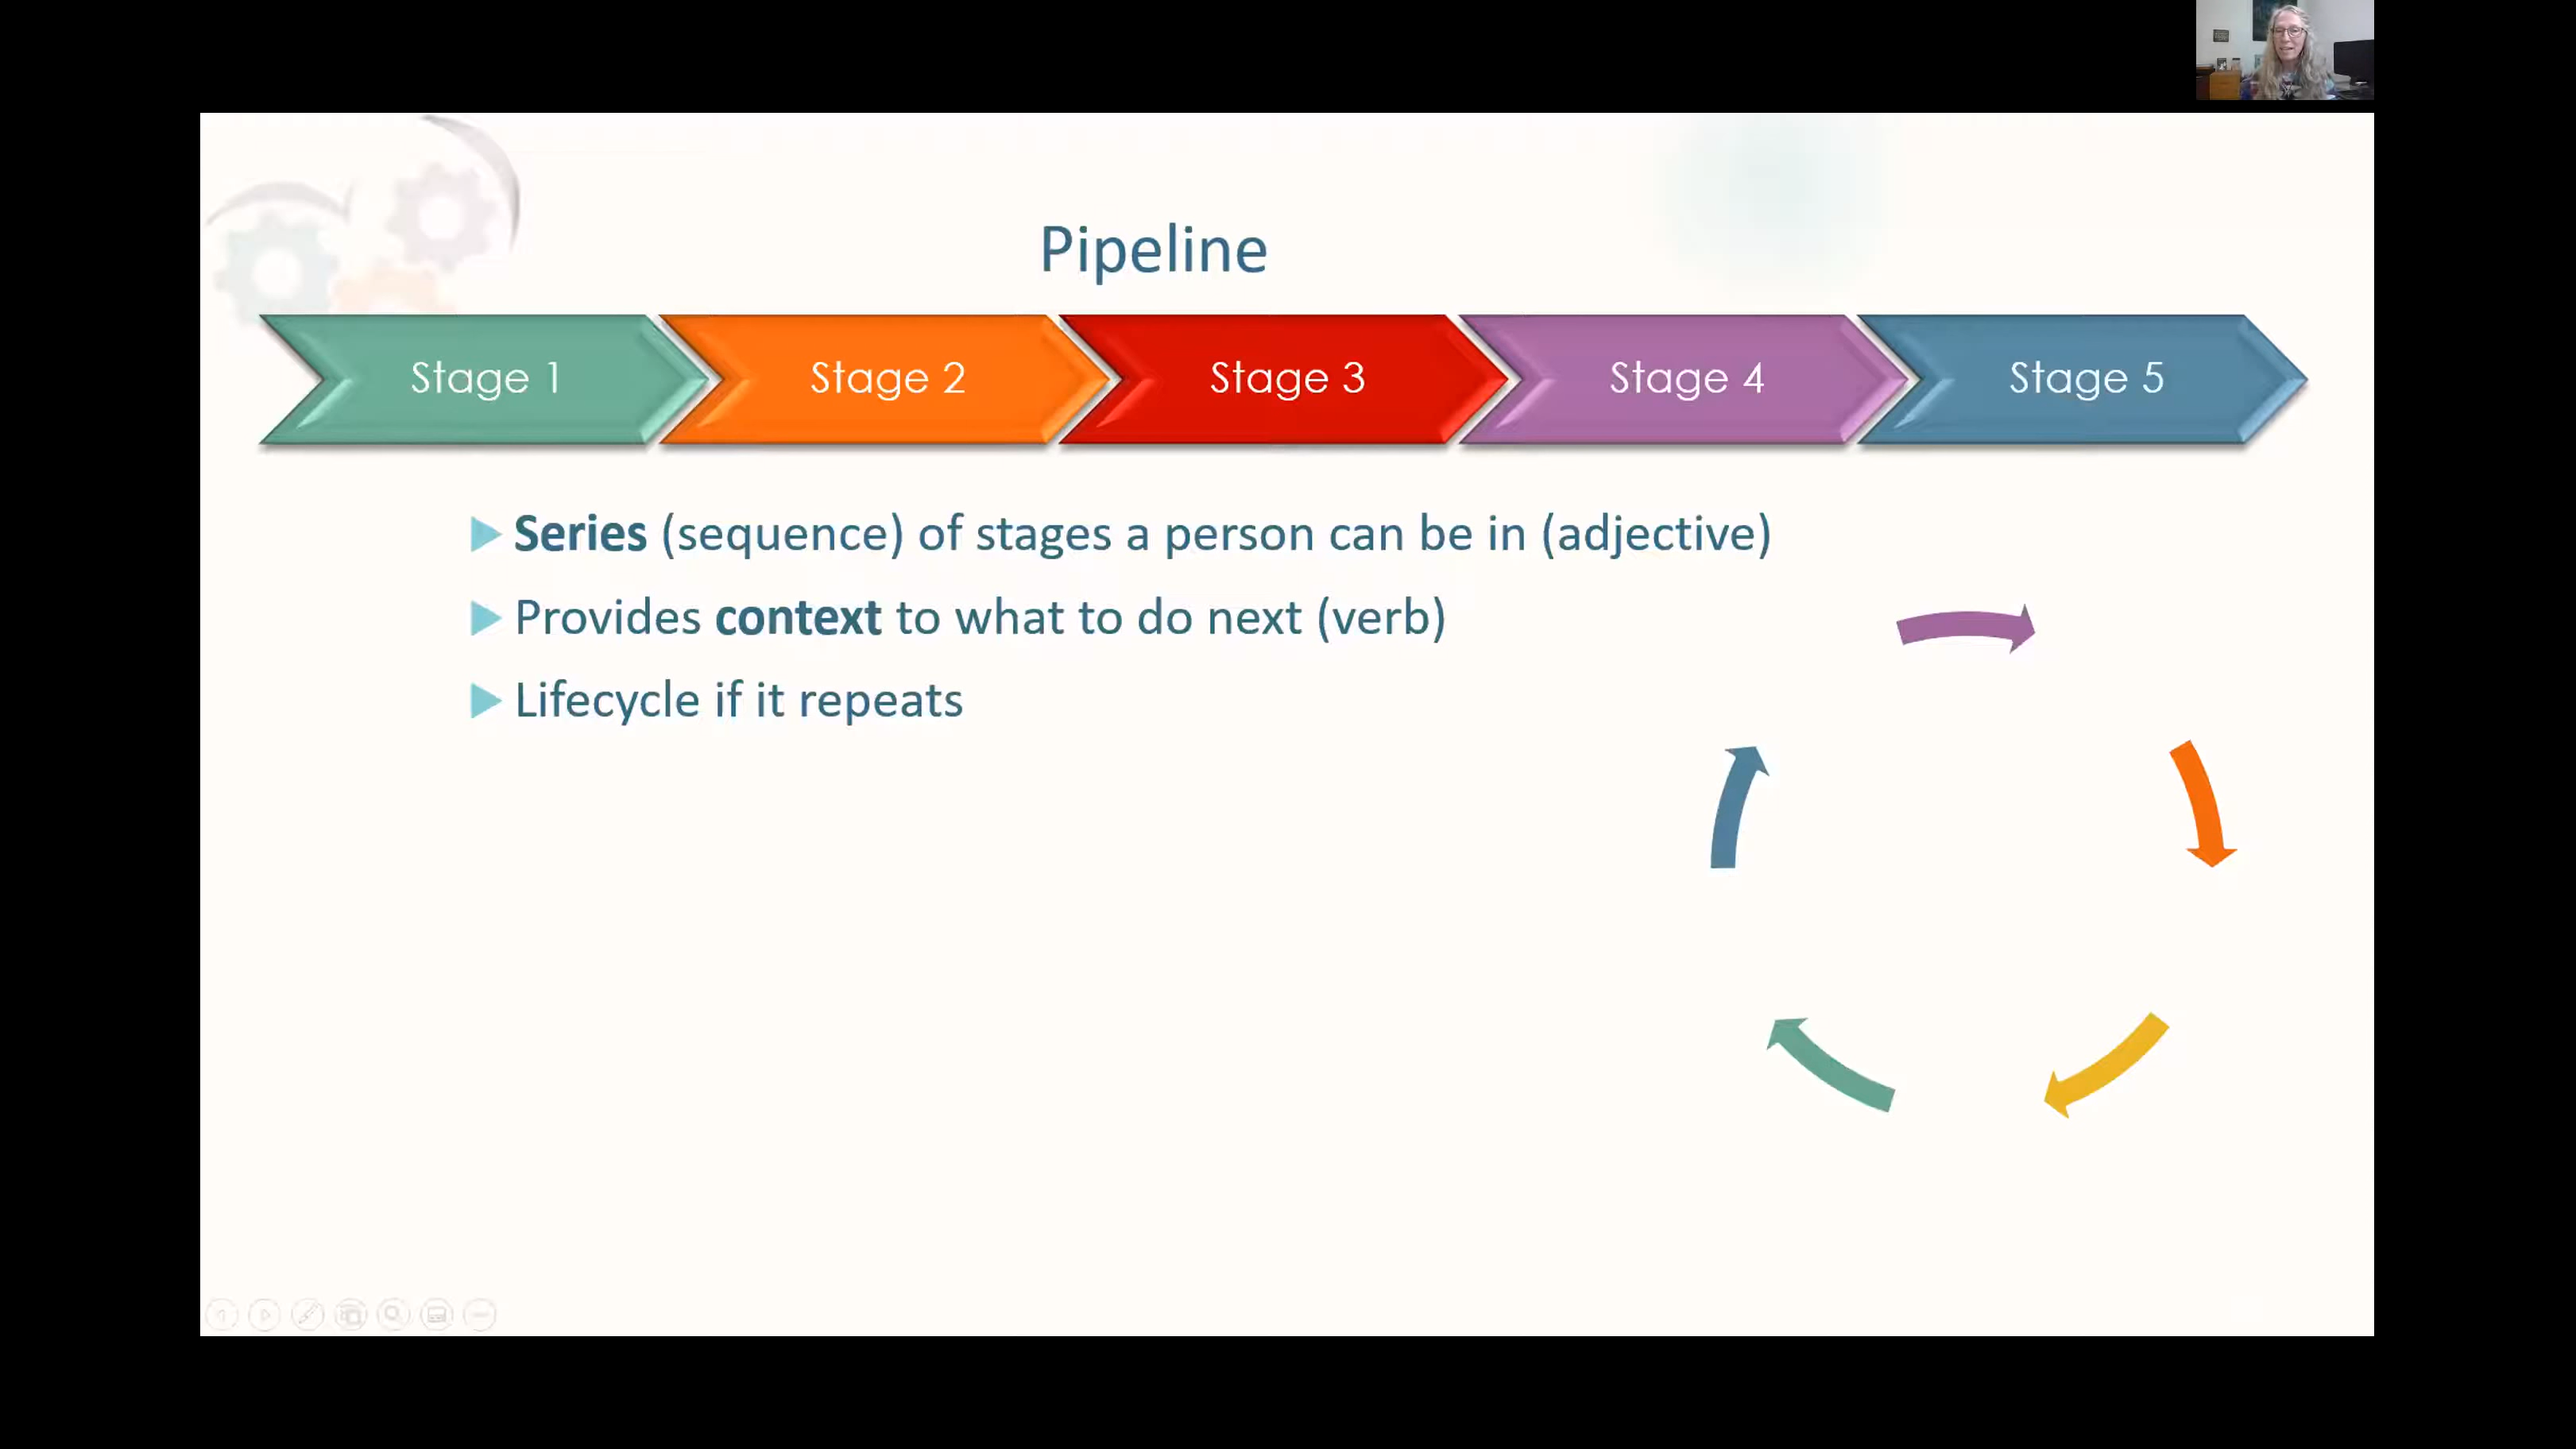 Pipeline
Stage 1
Stage 2
Stage 3
Stage 4
Stage 5
Series (sequence) of stages a person can be in (adjective)
Provides context to what to do next (verb)
Lifecycle if it repeats